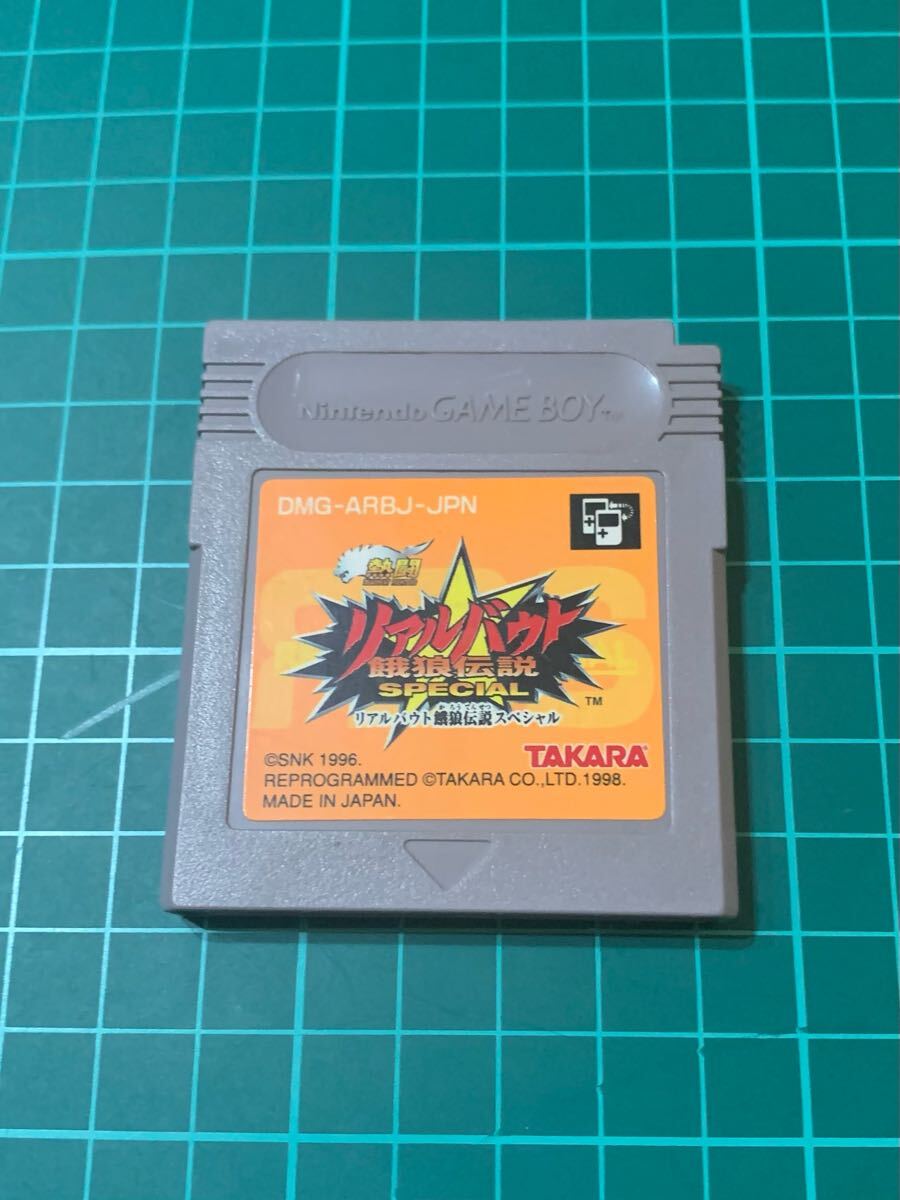 Nintendo GAME BOY™
DMG-ARBJ-JPN
熱闘
リアルバウト
餓狼伝説
SPECIAL
™
がろうでんせつ
リアルバウト餓狼伝説スペシャル
©SNK 1996.
TAKARA®
REPROGRAMMED ©TAKARA CO.,LTD.1998.
MADE IN JAPAN.